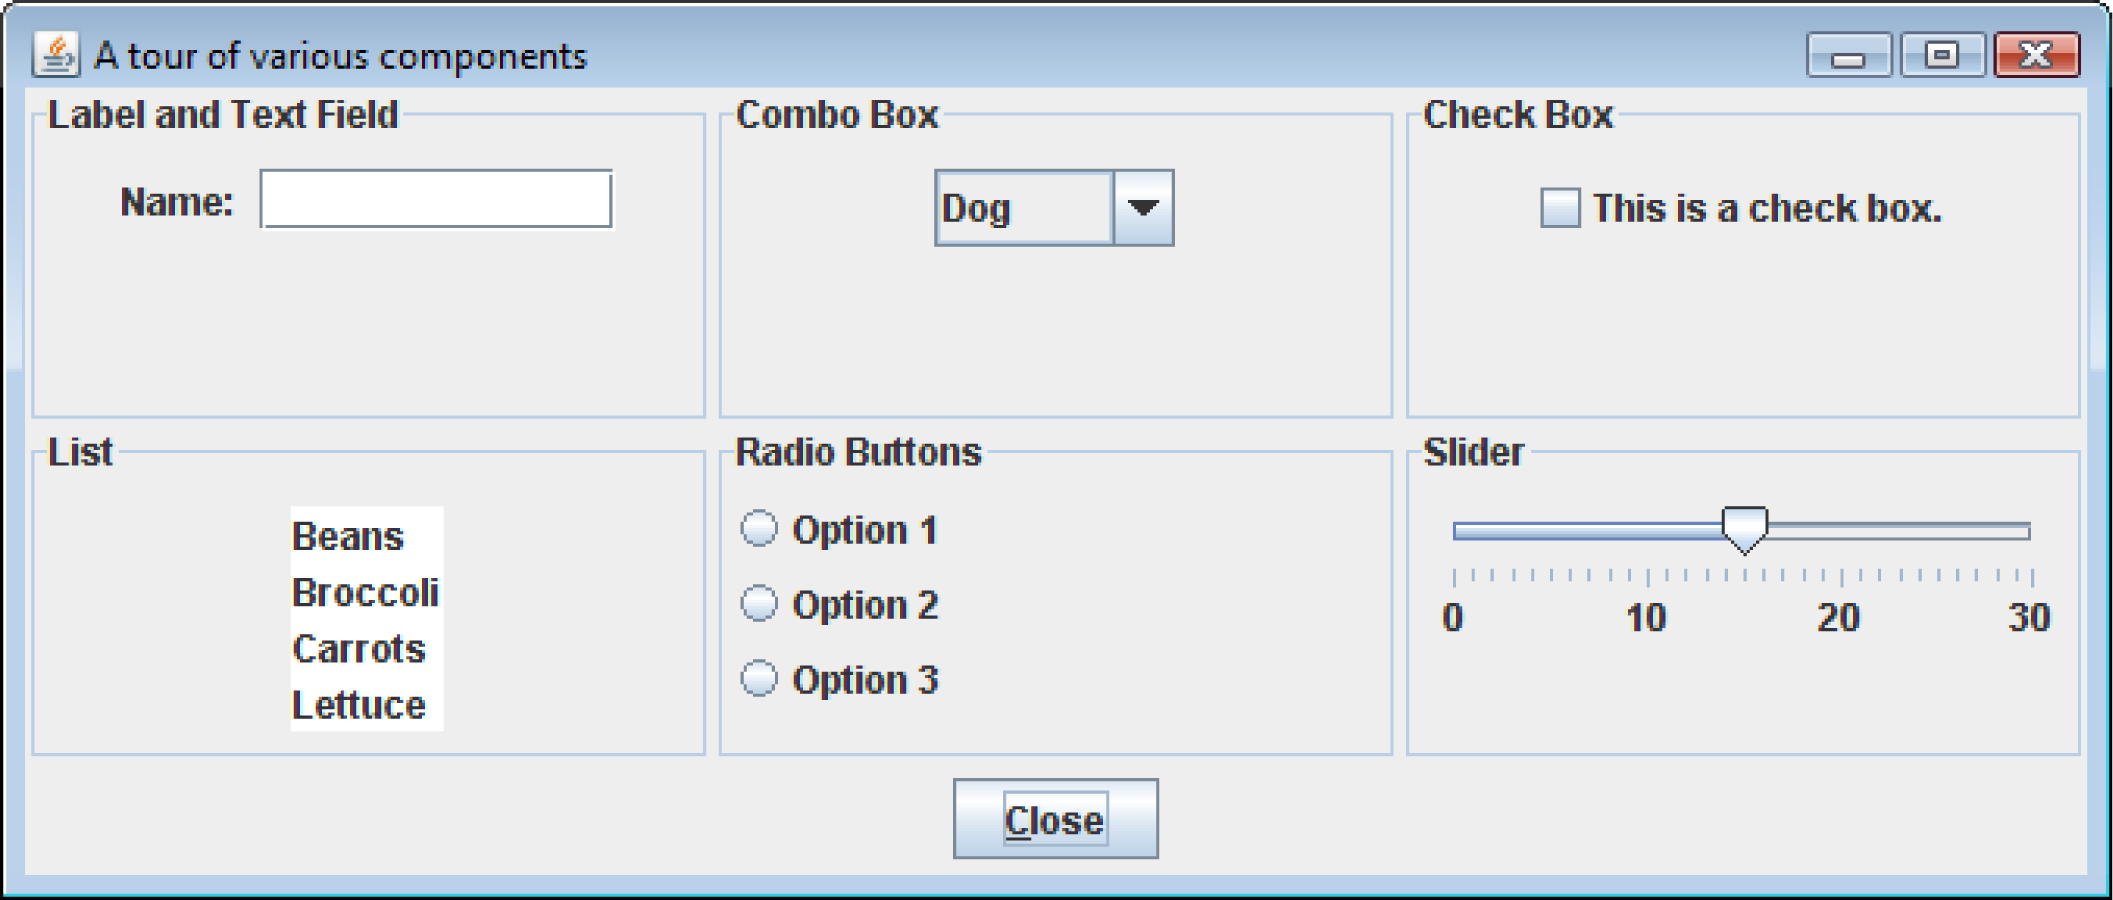 A tour of various components
Label and Text Field
Name:
Combo Box
Dog
Check Box
This is a check box.
List
Beans
Broccoli
Carrots
Lettuce
Radio Buttons
Option 1
Option 2
Option 3
Slider
0 10 20 30
Close